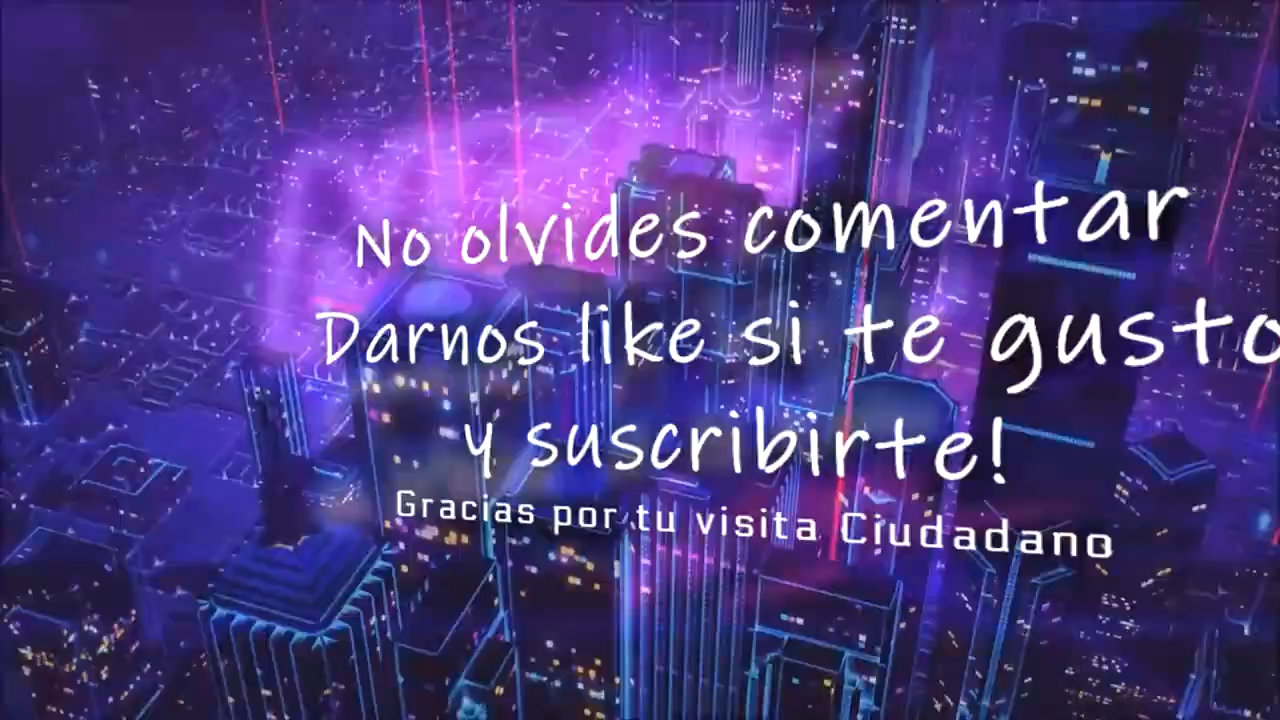 No olvides comentar
Darnos like si te gusto
y suscribirte!
Gracias por tu visita Ciudadano